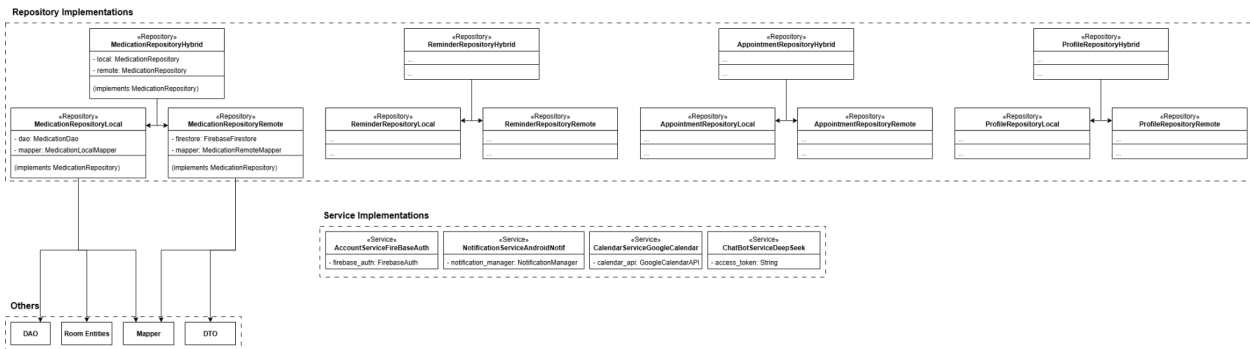 Repository Implementations
«Repository»
MedicationRepositoryHybrid
- local: MedicationRepository
- remote: MedicationRepository
(implements MedicationRepository)
«Repository»
ReminderRepositoryHybrid
...
...
«Repository»
AppointmentRepositoryHybrid
...
...
«Repository»
ProfileRepositoryHybrid
...
...
«Repository»
MedicationRepositoryLocal
- dao: MedicationDao
- mapper: MedicationLocalMapper
(implements MedicationRepository)
«Repository»
MedicationRepositoryRemote
- firestore: FirebaseFirestore
- mapper: MedicationRemoteMapper
(implements MedicationRepository)
«Repository»
ReminderRepositoryLocal
...
...
«Repository»
ReminderRepositoryRemote
...
...
«Repository»
AppointmentRepositoryLocal
...
...
«Repository»
AppointmentRepositoryRemote
...
...
«Repository»
ProfileRepositoryLocal
...
...
«Repository»
ProfileRepositoryRemote
...
...
Service Implementations
«Service»
AccountServiceFireBaseAuth
- firebase_auth: FirebaseAuth
«Service»
NotificationServiceAndroidNotif
- notification_manager: NotificationManager
«Service»
CalendarServiceGoogleCalendar
- calendar_api: GoogleCalendarAPI
«Service»
ChatBotServiceDeepSeek
- access_token: String
Others
DAO
Room Entities
Mapper
DTO